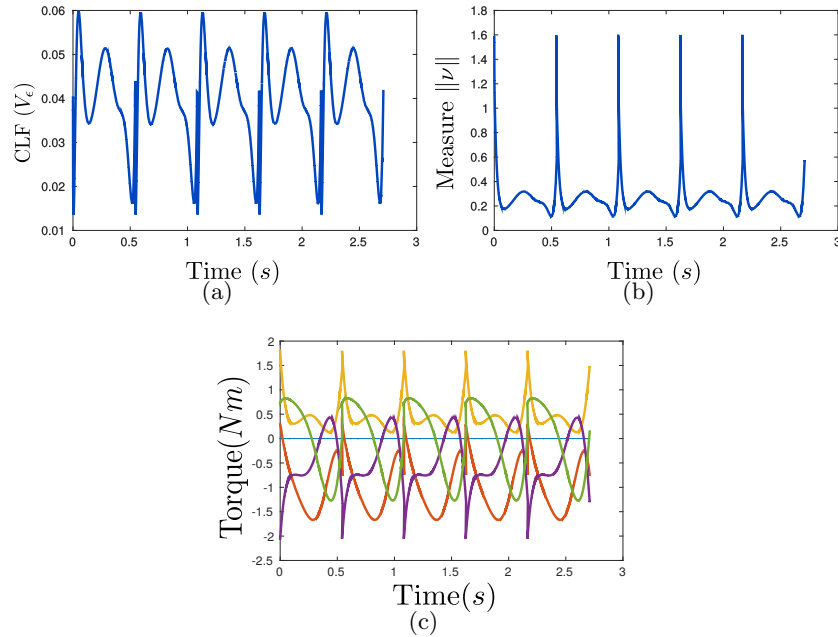 0.06
0.05
0.04
0.03
0.02
0.01
CLF (V_ϵ)
0 0.5 1 1.5 2 2.5 3
Time (s)
(a)
1.8
1.6
1.4
1.2
1
0.8
0.6
0.4
0.2
0
Measure ||ν||
0 0.5 1 1.5 2 2.5 3
Time (s)
(b)
2
1.5
1
0.5
0
-0.5
-1
-1.5
-2
-2.5
Torque(Nm)
0 0.5 1 1.5 2 2.5 3
Time(s)
(c)